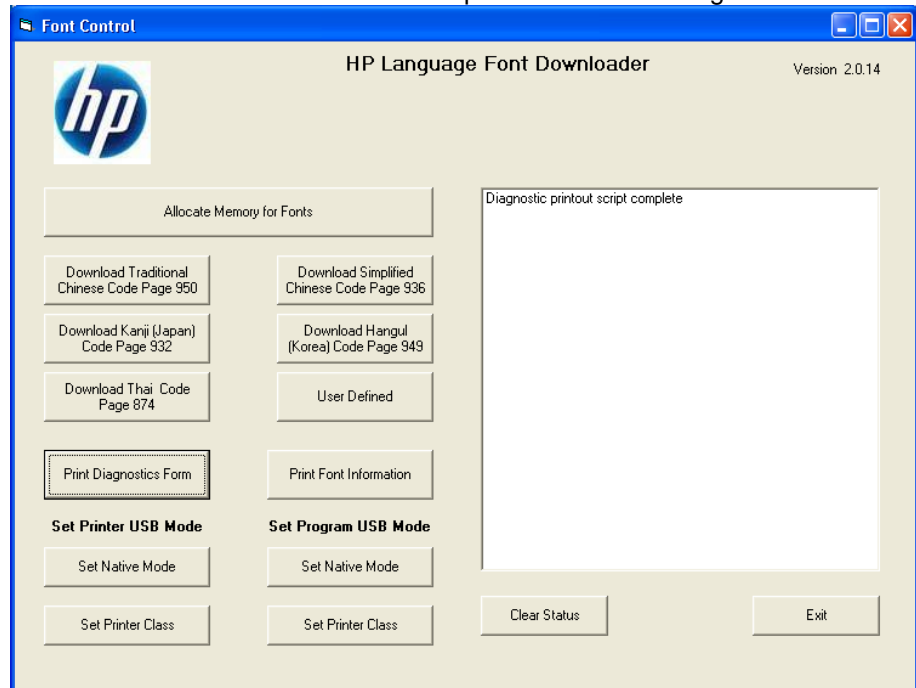 Font Control
HP Language Font Downloader
Version 2.0.14
hp
Allocate Memory for Fonts
Diagnostic printout script complete
Download Traditional
Chinese Code Page 950
Download Simplified
Chinese Code Page 936
Download Kanji (Japan)
Code Page 932
Download Hangul
(Korea) Code Page 949
Download Thai Code
Page 874
User Defined
Print Diagnostics Form
Print Font Information
Set Printer USB Mode
Set Program USB Mode
Set Native Mode
Set Native Mode
Set Printer Class
Set Printer Class
Clear Status
Exit